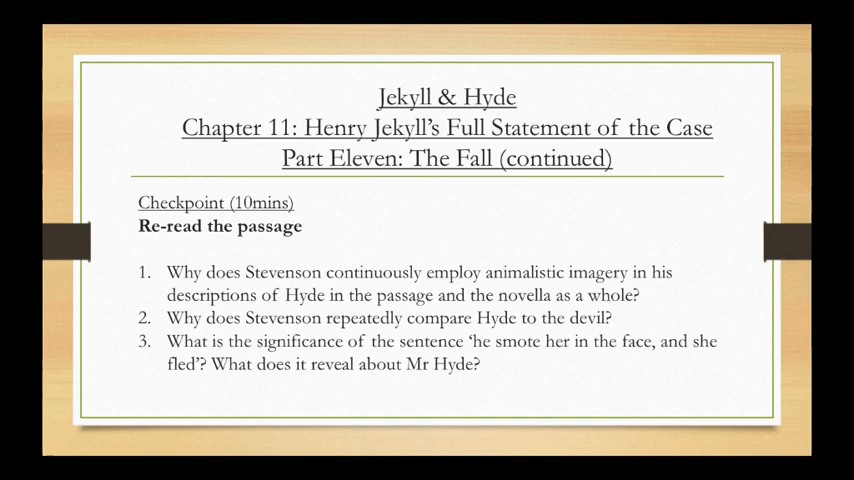 Jekyll & Hyde
Chapter 11: Henry Jekyll's Full Statement of the Case
Part Eleven: The Fall (continued)
Checkpoint (10mins)
Re-read the passage
1. Why does Stevenson continuously employ animalistic imagery in his
descriptions of Hyde in the passage and the novella as a whole?
2. Why does Stevenson repeatedly compare Hyde to the devil?
3. What is the significance of the sentence 'he smote her in the face, and she
fled'? What does it reveal about Mr Hyde?